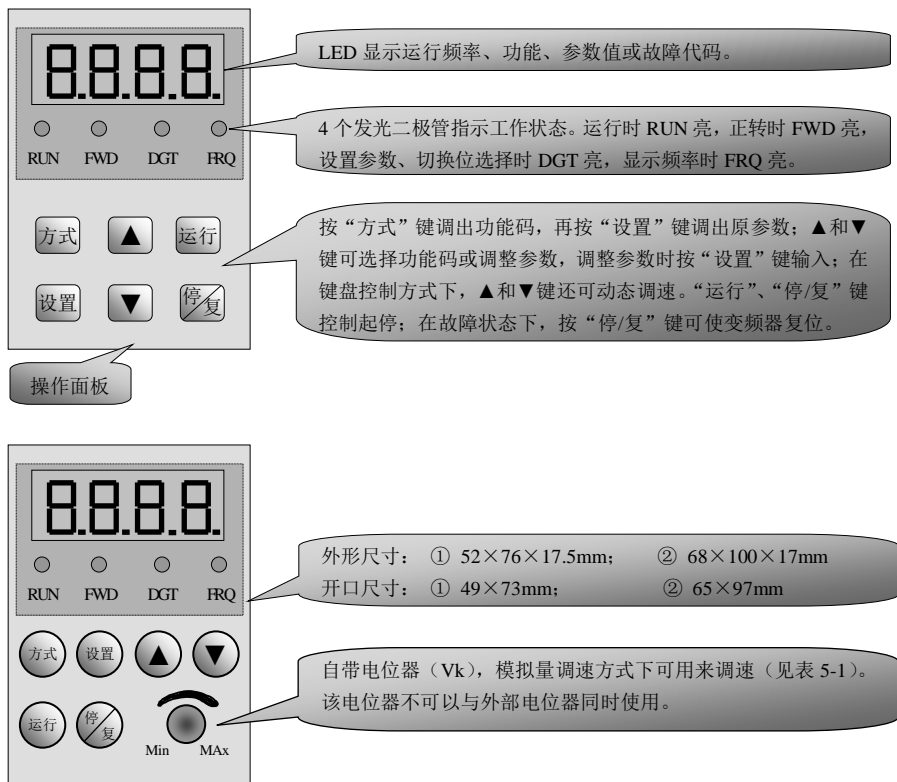 8.8.8.8.
LED 显示运行频率、功能、参数值或故障代码。
RUN FWD DGT FRQ
4 个发光二极管指示工作状态。运行时 RUN 亮，正转时 FWD 亮，
设置参数、切换位选择时 DGT 亮，显示频率时 FRQ 亮。
方式 ▲ 运行
设置 ▼ 停/复
按“方式”键调出功能码，再按“设置”键调出原参数；▲和▼
键可选择功能码或调整参数，调整参数时按“设置”键输入；在
键盘控制方式下，▲和▼键还可动态调速。“运行”、“停/复”键
控制起停；在故障状态下，按“停/复”键可使变频器复位。
操作面板
8.8.8.8.
RUN FWD DGT FRQ
外形尺寸： ① 52×76×17.5mm； ② 68×100×17mm
开口尺寸： ① 49×73mm； ② 65×97mm
方式 设置 ▲ ▼
运行 停/复
Min MAx
自带电位器（Vk），模拟量调速方式下可用来调速（见表 5-1）。
该电位器不可以与外部电位器同时使用。